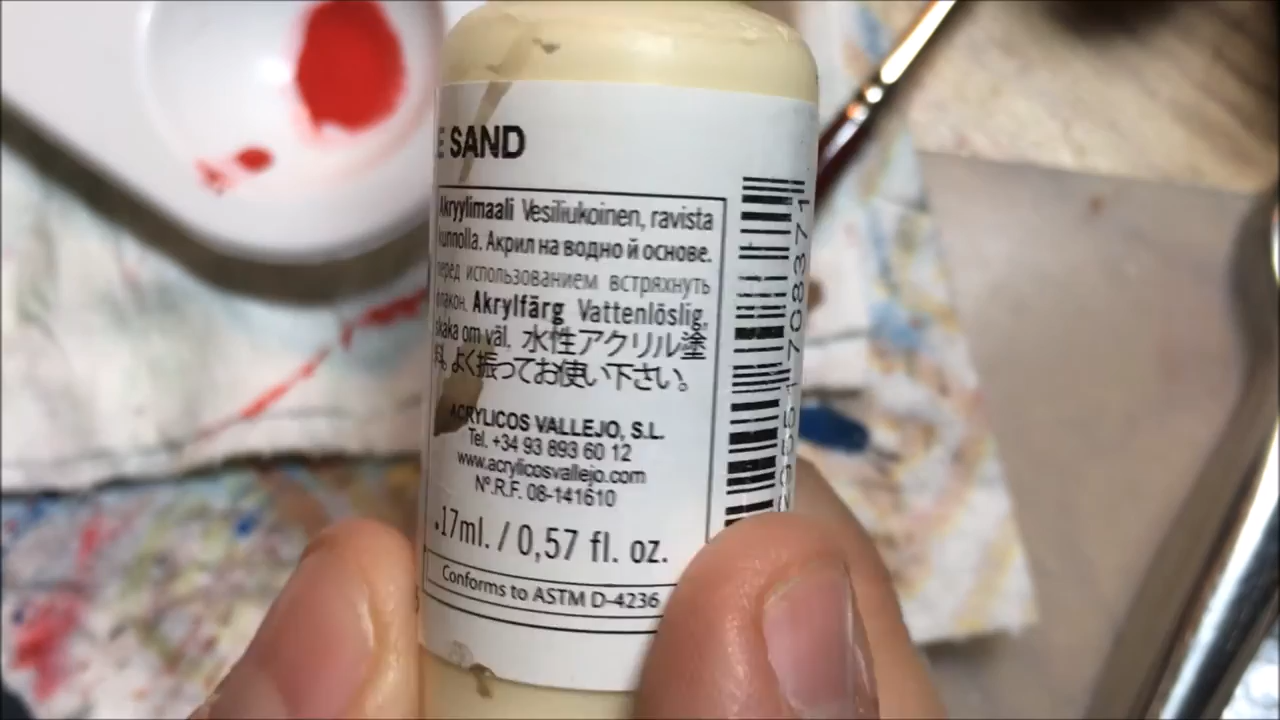 E SAND
Akryylimaali Vesiliukoinen, ravista
kunnolla. Акрил на водно й основе.
перед использованием встряхнуть
флакон. Akrylfärg Vattenlöslig,
skaka om väl. 水性アクリル塗
料。よく振ってお使い下さい。
ACRYLICOS VALLEJO, S.L.
Tel. +34 93 893 60 12
www.acrylicosvallejo.com
Nº.R.F. 08-141610
17ml. / 0,57 fl. oz.
Conforms to ASTM D-4236